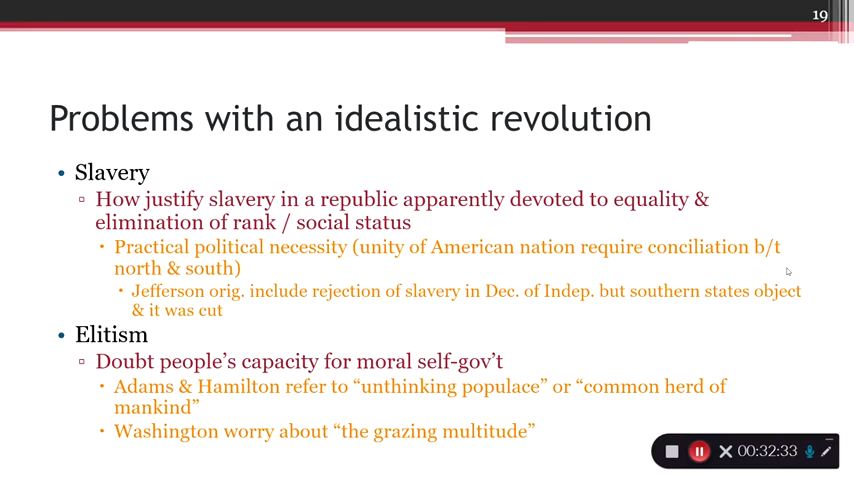 19
Problems with an idealistic revolution
• Slavery
▫ How justify slavery in a republic apparently devoted to equality &
elimination of rank / social status
▪ Practical political necessity (unity of American nation require conciliation b/t
north & south)
▪ Jefferson orig. include rejection of slavery in Dec. of Indep. but southern states object
& it was cut
• Elitism
▫ Doubt people’s capacity for moral self-gov’t
▪ Adams & Hamilton refer to “unthinking populace” or “common herd of
mankind”
▪ Washington worry about “the grazing multitude”
00:32:33